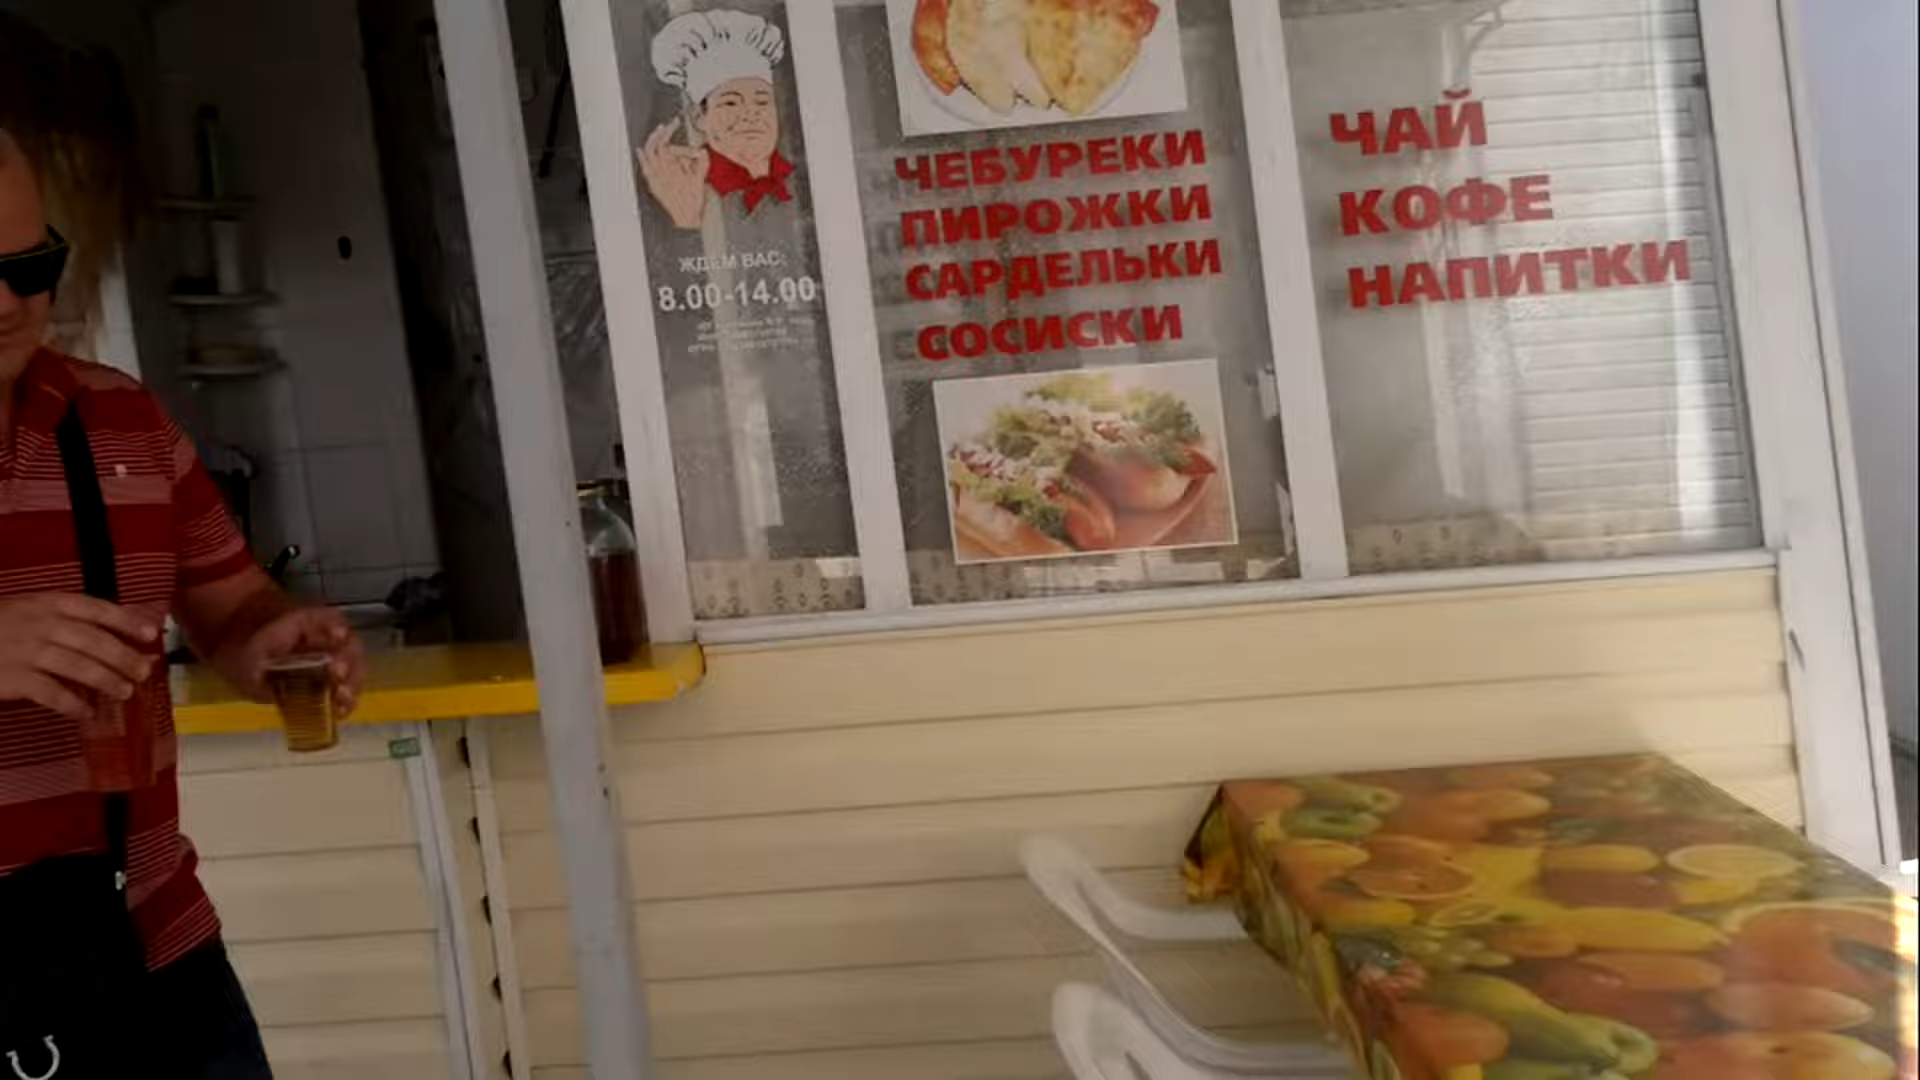 ЖДЕМ ВАС:
8.00-14.00
ЧЕБУРЕКИ
ПИРОЖКИ
САРДЕЛЬКИ
СОСИСКИ
ЧАЙ
КОФЕ
НАПИТКИ